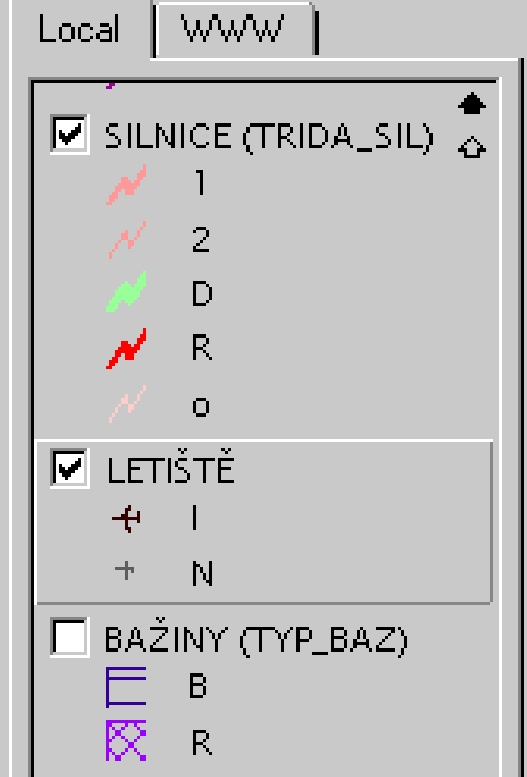 Local WWW
SILNICE (TRIDA_SIL)
1
2
D
R
o
LETIŠTĚ
I
N
BAŽINY (TYP_BAZ)
B
R